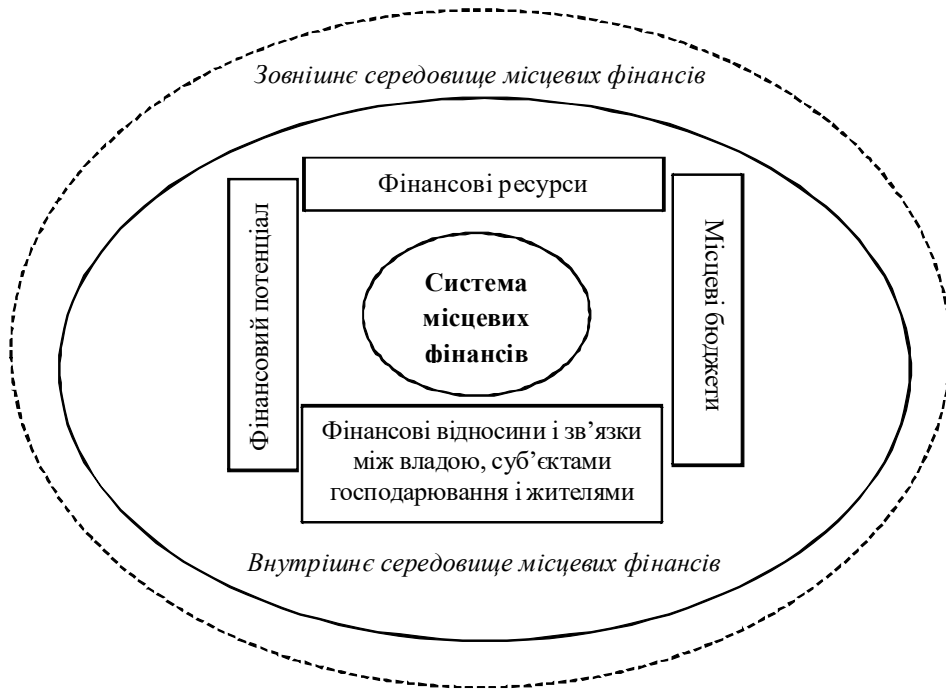 Зовнішнє середовище місцевих фінансів
Фінансові ресурси
Фінансовий потенціал
Система
місцевих
фінансів
Місцеві бюджети
Фінансові відносини і зв’язки
між владою, суб’єктами
господарювання і жителями
Внутрішнє середовище місцевих фінансів